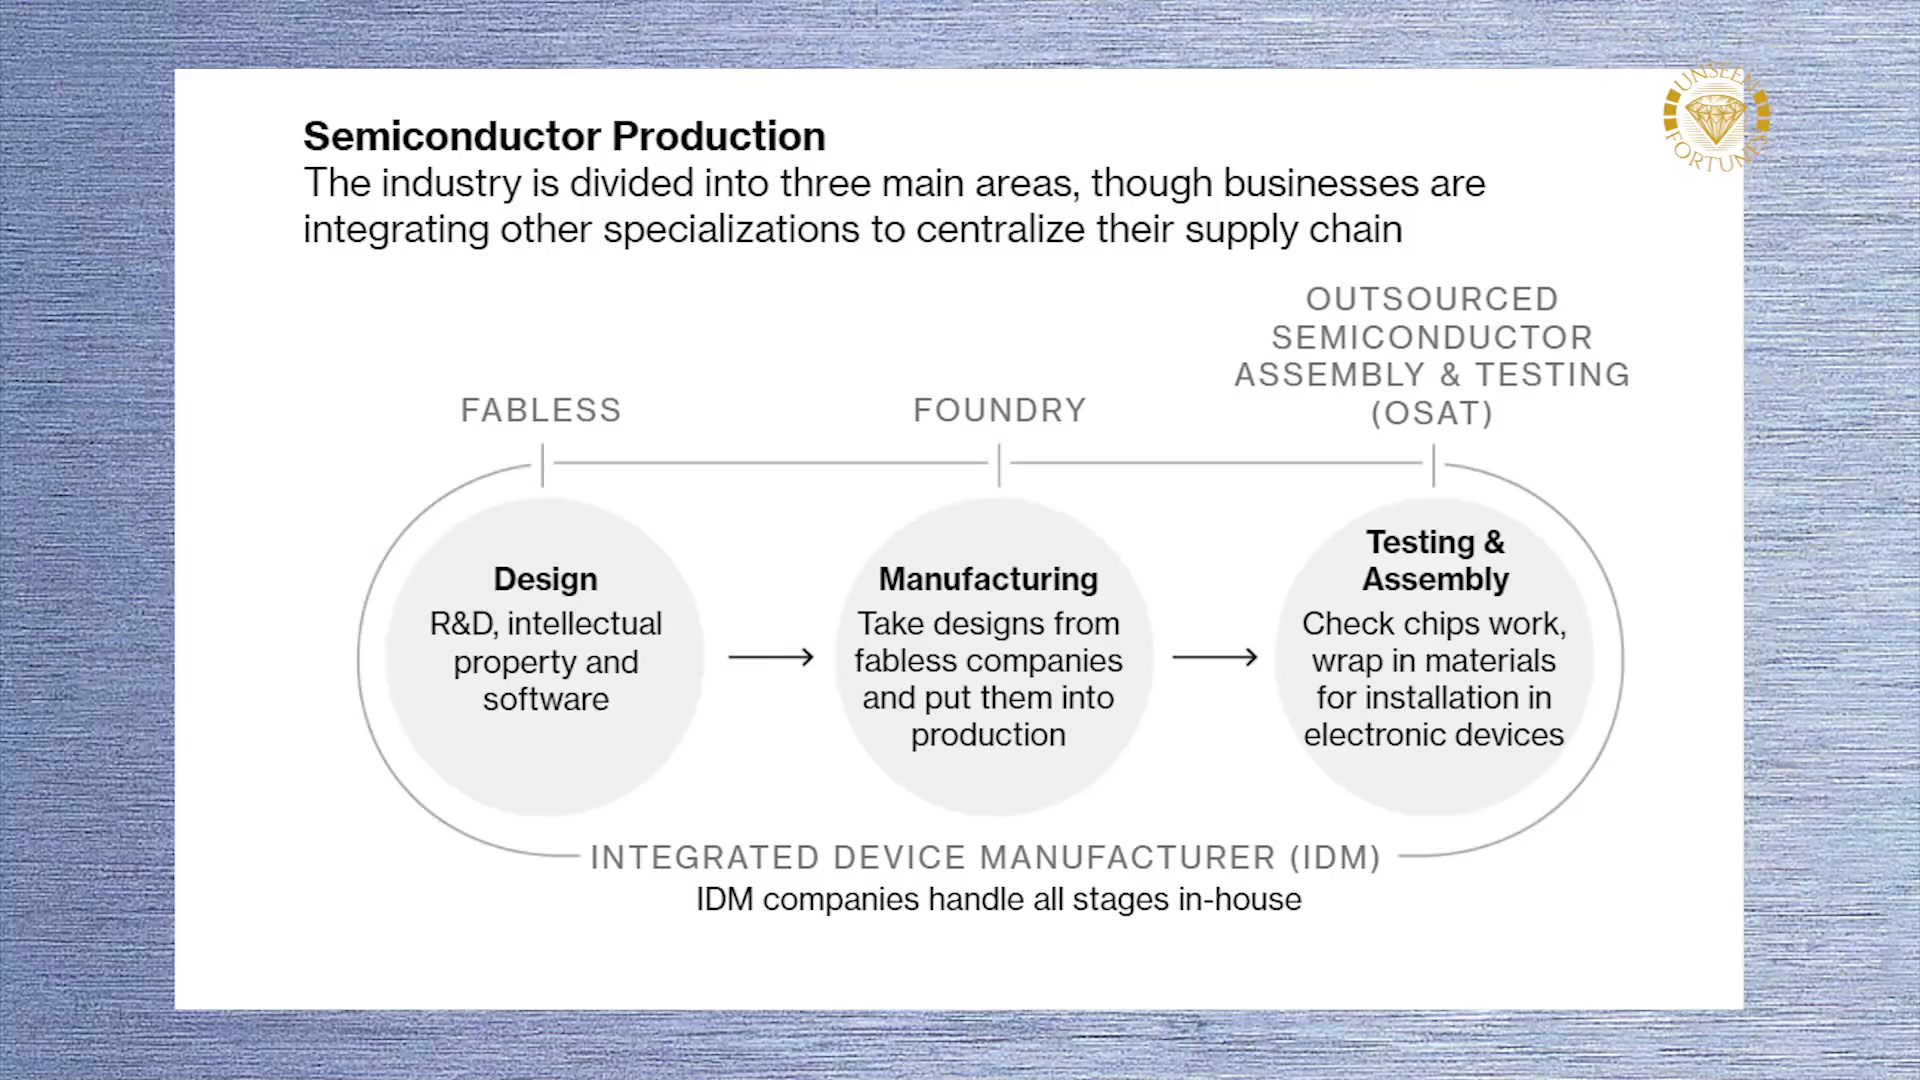 UNSEEN
FORTUNE
Semiconductor Production
The industry is divided into three main areas, though businesses are
integrating other specializations to centralize their supply chain
FABLESS
FOUNDRY
OUTSOURCED
SEMICONDUCTOR
ASSEMBLY & TESTING
(OSAT)
Design
R&D, intellectual
property and
software
Manufacturing
Take designs from
fabless companies
and put them into
production
Testing &
Assembly
Check chips work,
wrap in materials
for installation in
electronic devices
INTEGRATED DEVICE MANUFACTURER (IDM)
IDM companies handle all stages in-house